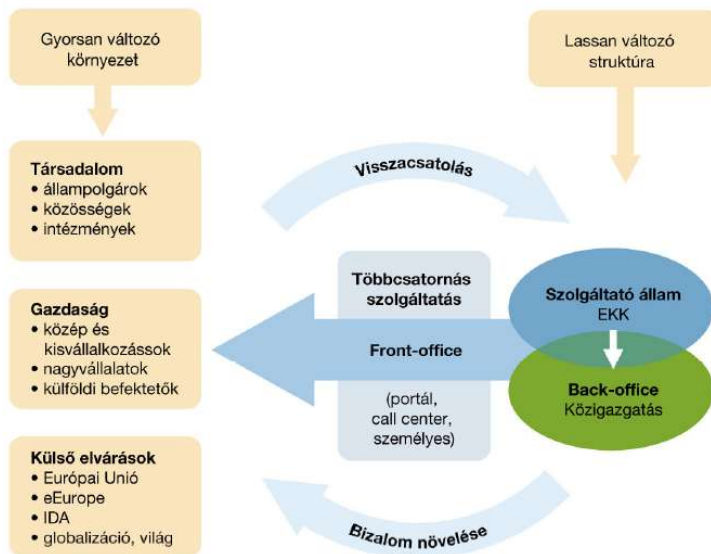 Gyorsan változó
környezet
Lassan változó
struktúra
Társadalom
• állampolgárok
• közösségek
• intézmények
Visszacsatolás
Többcsatornás
szolgáltatás
Szolgáltató állam
EKK
Gazdaság
• közép és
kisvállalkozássok
• nagyvállalatok
• külföldi befektetők
Front-office
Back-office
Közigazgatás
(portál,
call center,
személyes)
Külső elvárások
• Európai Unió
• eEurope
• IDA
• globalizáció, világ
Bizalom növelése